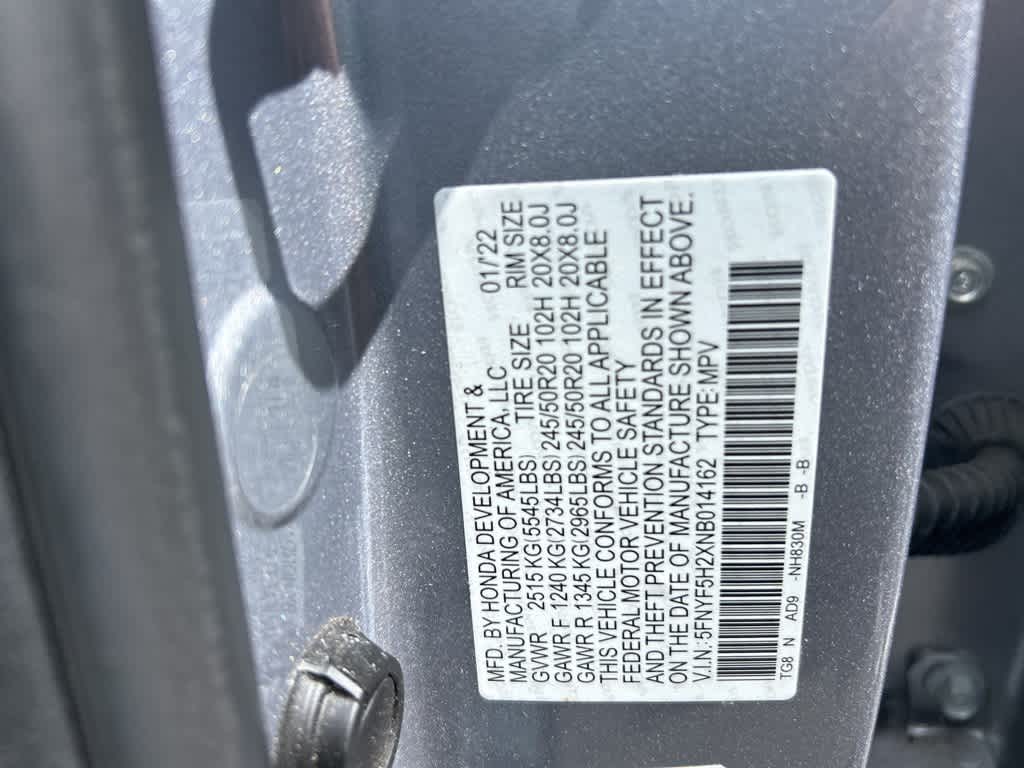 MFD. BY HONDA DEVELOPMENT &
MANUFACTURING OF AMERICA, LLC 01/'22
GVWR 2515 KG(5545LBS) TIRE SIZE RIM SIZE
GAWR F 1240 KG(2734LBS) 245/50R20 102H 20X8.0J
GAWR R 1345 KG(2965LBS) 245/50R20 102H 20X8.0J
THIS VEHICLE CONFORMS TO ALL APPLICABLE
FEDERAL MOTOR VEHICLE SAFETY
AND THEFT PREVENTION STANDARDS IN EFFECT
ON THE DATE OF MANUFACTURE SHOWN ABOVE.
V.I.N.: 5FNYF5H2XNB014162 TYPE:MPV
TG8 N AD9 -NH830M -B -B